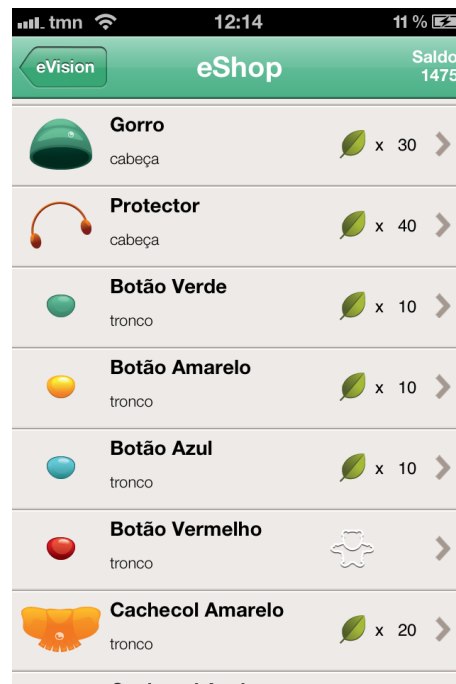 tmn 12:14 11 %
eVision eShop Saldo
1475
Gorro
cabeça x 30
Protector
cabeça x 40
Botão Verde
tronco x 10
Botão Amarelo
tronco x 10
Botão Azul
tronco x 10
Botão Vermelho
tronco
Cachecol Amarelo
tronco x 20